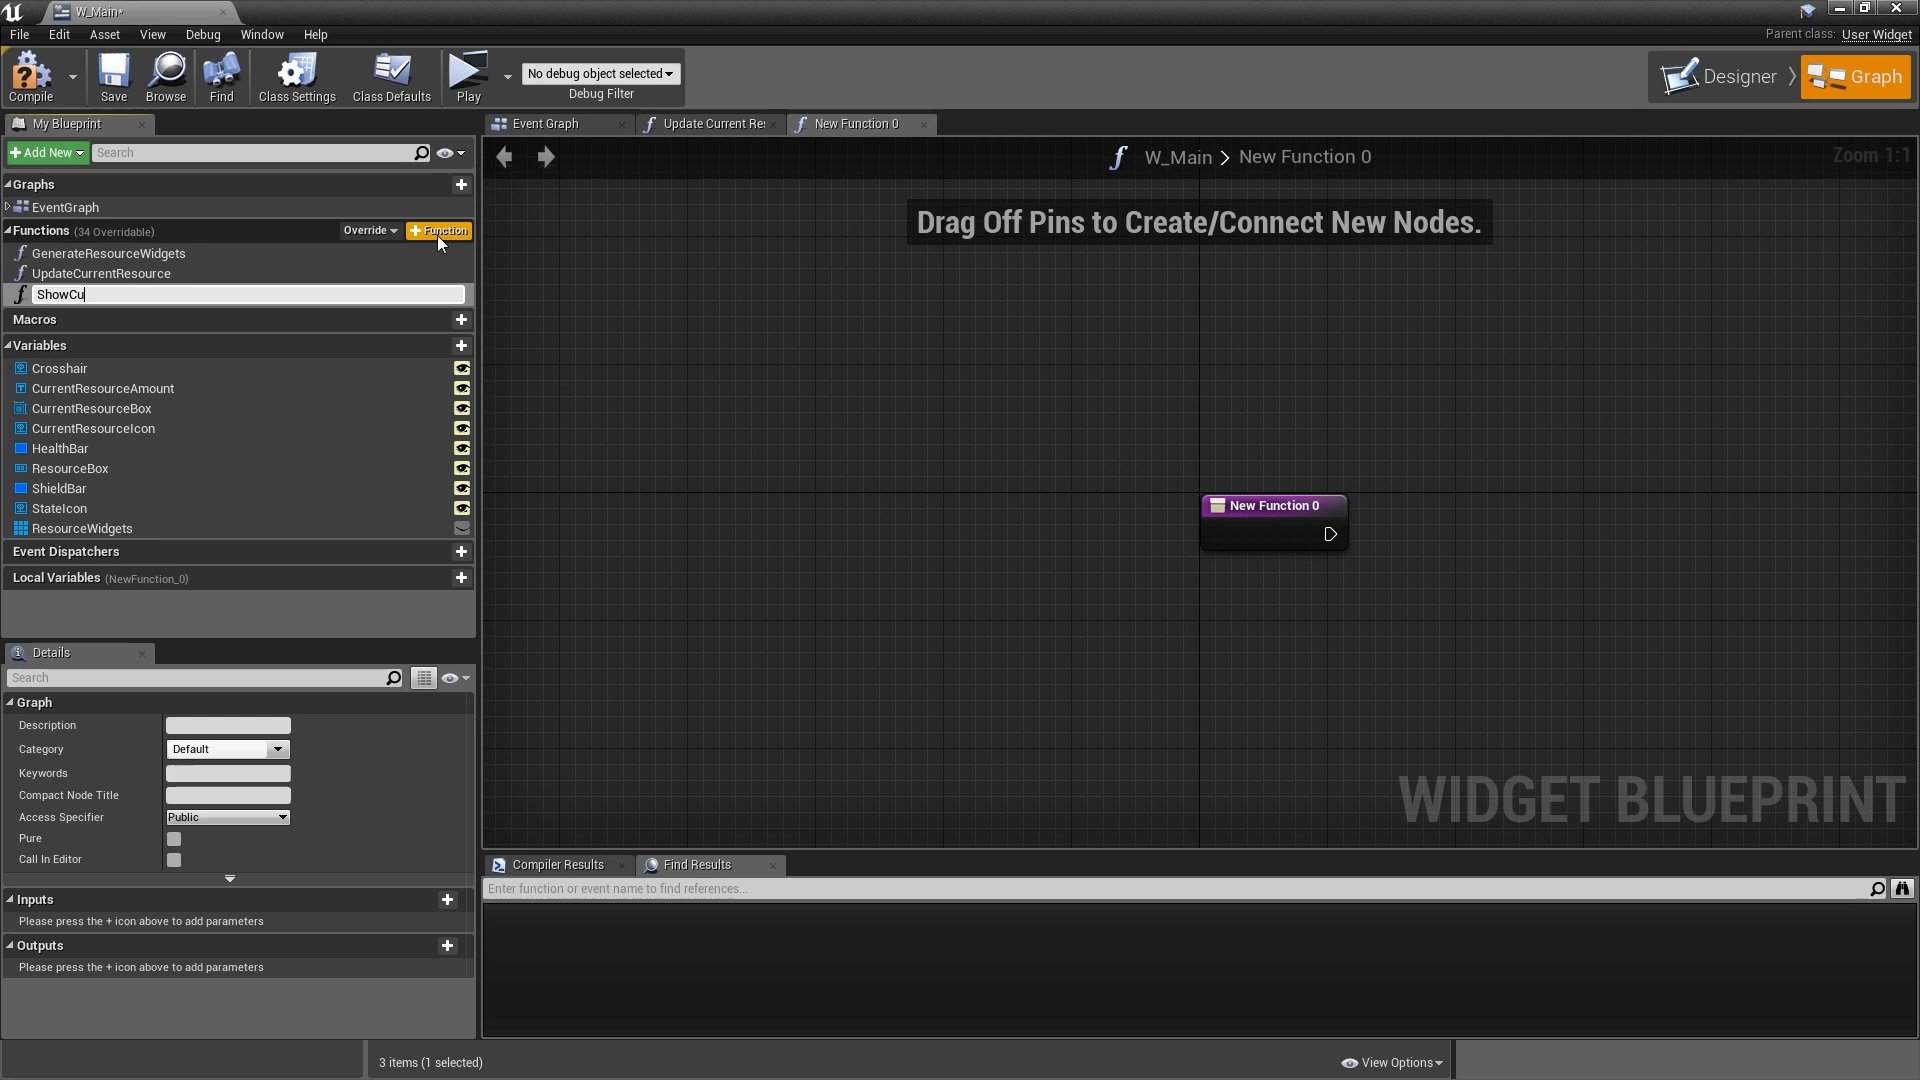 W_Main*
File Edit Asset View Debug Window Help
Parent class: User Widget
Compile Save Browse Find Class Settings Class Defaults Play
No debug object selected
Debug Filter
Designer Graph
My Blueprint
Event Graph Update Current Re New Function 0
Add New Search
W_Main > New Function 0
Zoom 1:1
Graphs
EventGraph
Functions (34 Overridable) Override Function
Drag Off Pins to Create/Connect New Nodes.
GenerateResourceWidgets
UpdateCurrentResource
ShowCu
Macros
Variables
Crosshair
CurrentResourceAmount
CurrentResourceBox
CurrentResourceIcon
HealthBar
ResourceBox
ShieldBar
StateIcon
ResourceWidgets
Event Dispatchers
Local Variables (NewFunction_0)
New Function 0
Details
Search
Graph
Description
Category Default
Keywords
Compact Node Title
Access Specifier Public
Pure
Call In Editor
WIDGET BLUEPRINT
Compiler Results Find Results
Enter function or event name to find references...
Inputs
Please press the + icon above to add parameters
Outputs
Please press the + icon above to add parameters
3 items (1 selected)
View Options